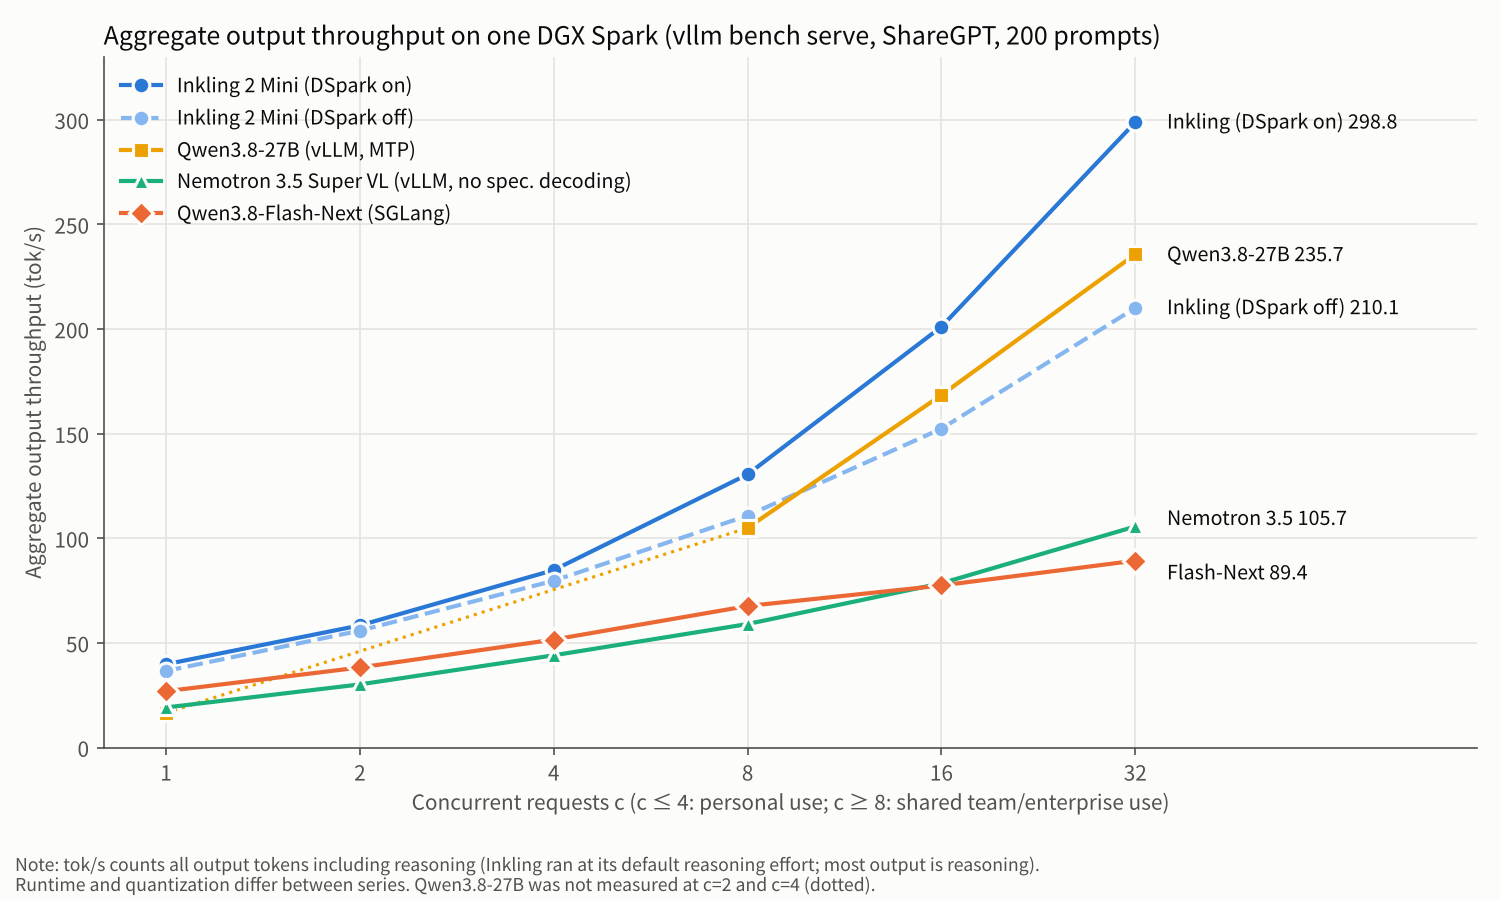 Aggregate output throughput on one DGX Spark (vllm bench serve, ShareGPT, 200 prompts)
Inkling 2 Mini (DSpark on)
Inkling 2 Mini (DSpark off)
Qwen3.8-27B (vLLM, MTP)
Nemotron 3.5 Super VL (vLLM, no spec. decoding)
Qwen3.8-Flash-Next (SGLang)
Aggregate output throughput (tok/s)
300
250
200
150
100
50
0
Inkling (DSpark on) 298.8
Qwen3.8-27B 235.7
Inkling (DSpark off) 210.1
Nemotron 3.5 105.7
Flash-Next 89.4
1 2 4 8 16 32
Concurrent requests c (c ≤ 4: personal use; c ≥ 8: shared team/enterprise use)
Note: tok/s counts all output tokens including reasoning (Inkling ran at its default reasoning effort; most output is reasoning).
Runtime and quantization differ between series. Qwen3.8-27B was not measured at c=2 and c=4 (dotted).